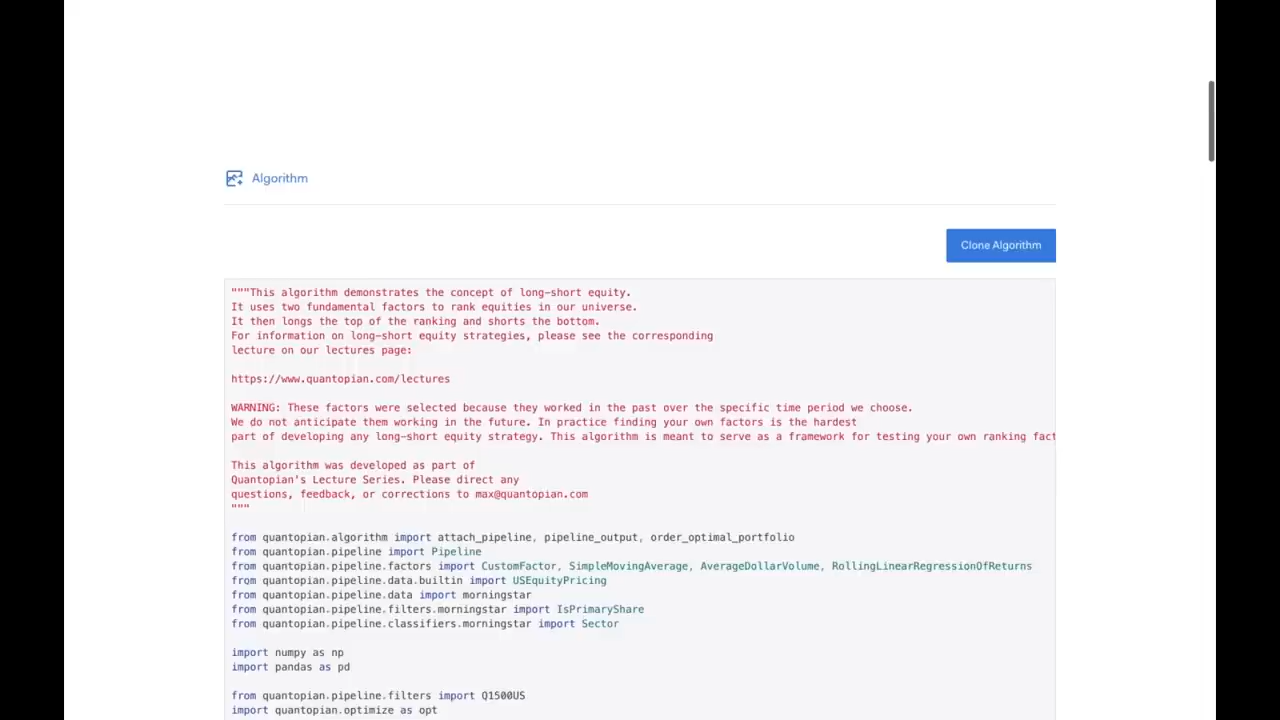 Algorithm
Clone Algorithm
"""This algorithm demonstrates the concept of long-short equity.
It uses two fundamental factors to rank equities in our universe.
It then longs the top of the ranking and shorts the bottom.
For information on long-short equity strategies, please see the corresponding
lecture on our lectures page:
https://www.quantopian.com/lectures
WARNING: These factors were selected because they worked in the past over the specific time period we choose.
We do not anticipate them working in the future. In practice finding your own factors is the hardest
part of developing any long-short equity strategy. This algorithm is meant to serve as a framework for testing your own ranking fact
This algorithm was developed as part of
Quantopian's Lecture Series. Please direct any
questions, feedback, or corrections to max@quantopian.com
"""
from quantopian.algorithm import attach_pipeline, pipeline_output, order_optimal_portfolio
from quantopian.pipeline import Pipeline
from quantopian.pipeline.factors import CustomFactor, SimpleMovingAverage, AverageDollarVolume, RollingLinearRegressionOfReturns
from quantopian.pipeline.data.builtin import USEquityPricing
from quantopian.pipeline.data import morningstar
from quantopian.pipeline.filters.morningstar import IsPrimaryShare
from quantopian.pipeline.classifiers.morningstar import Sector
import numpy as np
import pandas as pd
from quantopian.pipeline.filters import Q1500US
import quantopian.optimize as opt